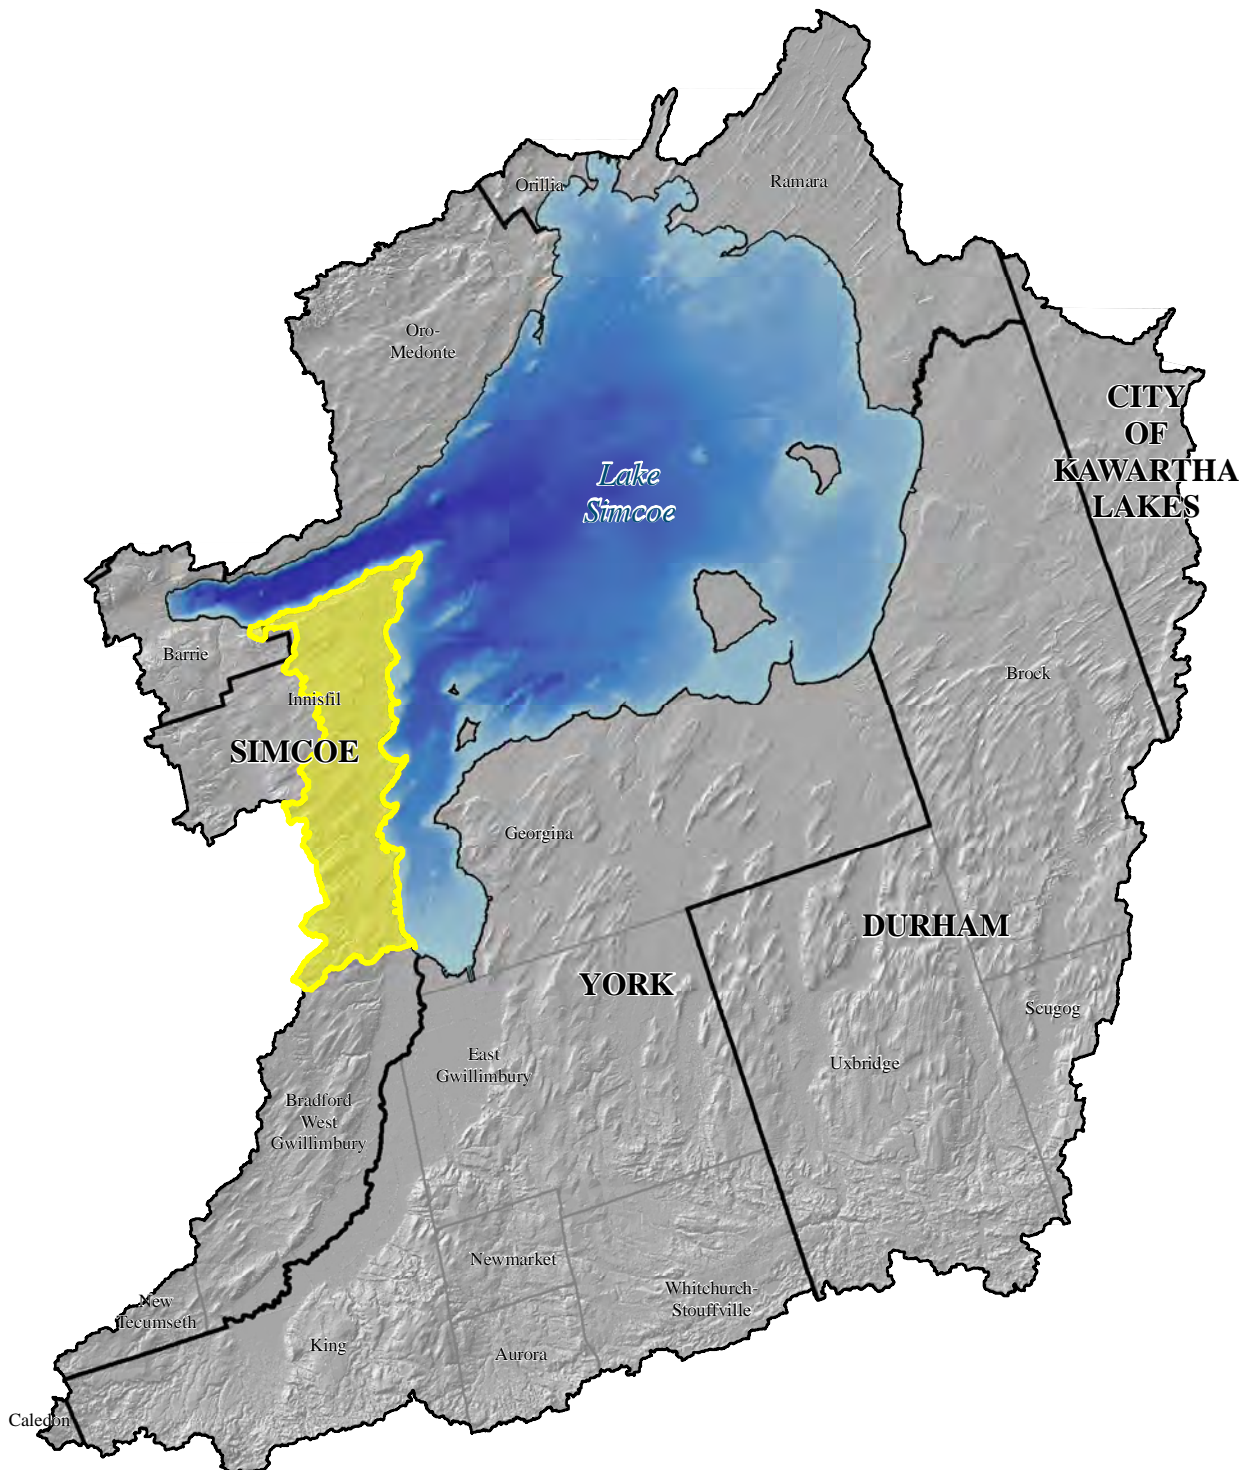 Orillia
Ramara
Oro-
Medonte
CITY
OF
KAWARTHA
LAKES
Lake
Simcoe
Barrie
Innisfil
SIMCOE
Brock
Georgina
DURHAM
YORK
Scugog
East
Gwillimbury
Uxbridge
Bradford
West
Gwillimbury
Newmarket
Whitchurch-
Stouffville
New
Tecumseth
King
Aurora
Caledon